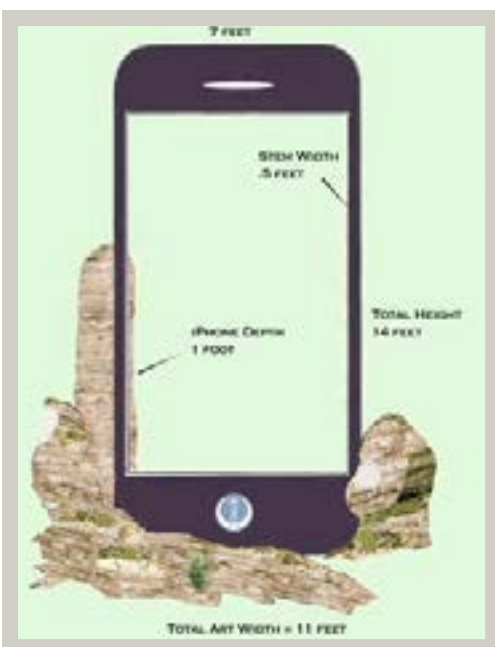 7 FEET
STEM WIDTH
.5 FEET
TOTAL HEIGHT
14 FEET
IPHONE DEPTH
1 FOOT
TOTAL ART WIDTH = 11 FEET